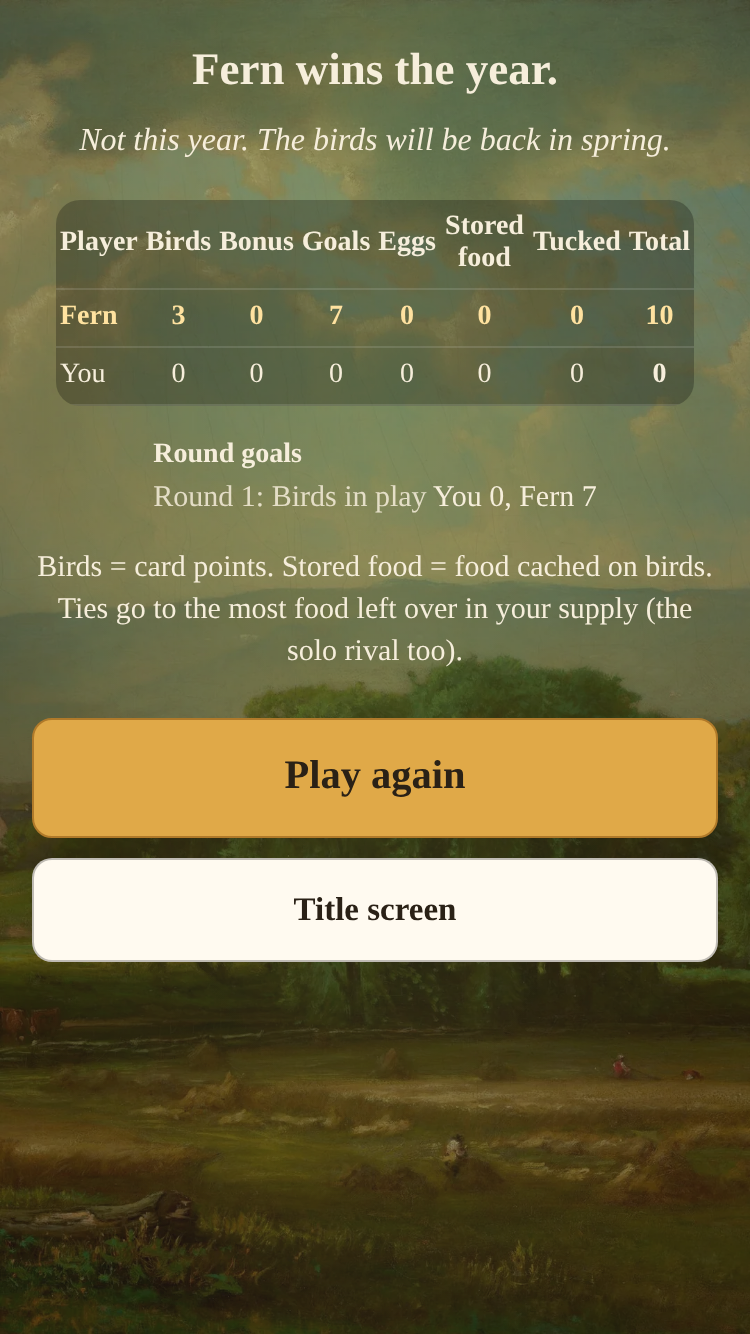 Fern wins the year.
Not this year. The birds will be back in spring.
Player Birds Bonus Goals Eggs Stored food Tucked Total
Fern 3 0 7 0 0 0 10
You 0 0 0 0 0 0 0
Round goals
Round 1: Birds in play You 0, Fern 7
Birds = card points. Stored food = food cached on birds.
Ties go to the most food left over in your supply (the
solo rival too).
Play again
Title screen